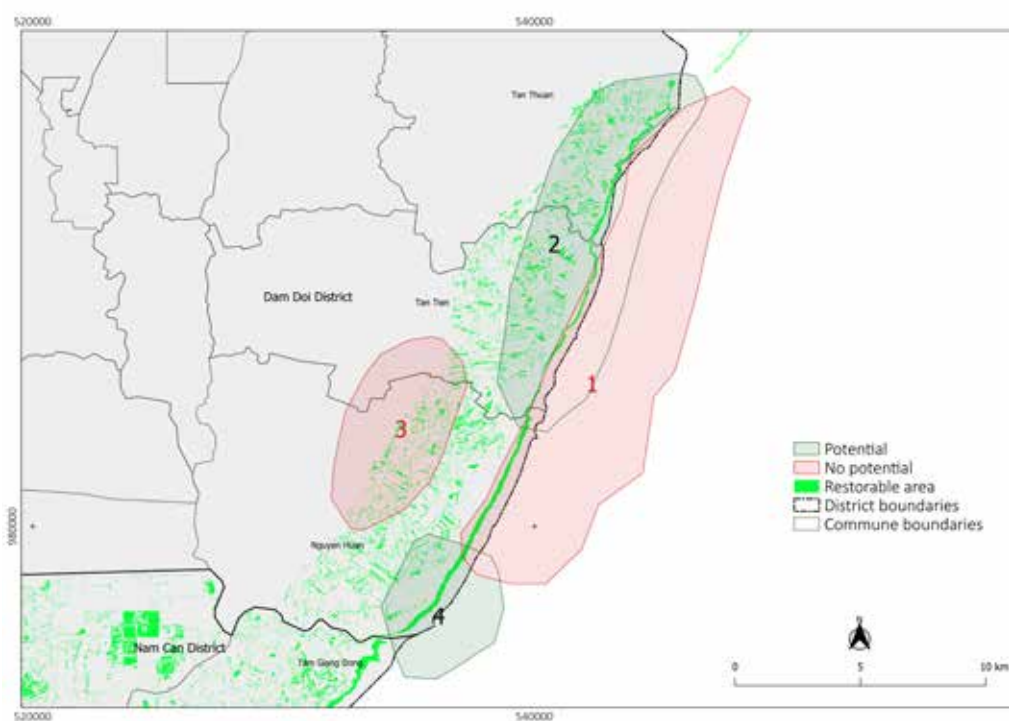 520000
540000
Tan Thuan
2
Dam Doi District
Tan Tien
1
3
Potential
No potential
Restorable area
District boundaries
Commune boundaries
980000
Nguyen Huan
4
Nam Can District
Tam Giang Dong
0 5 10 km
520000
540000